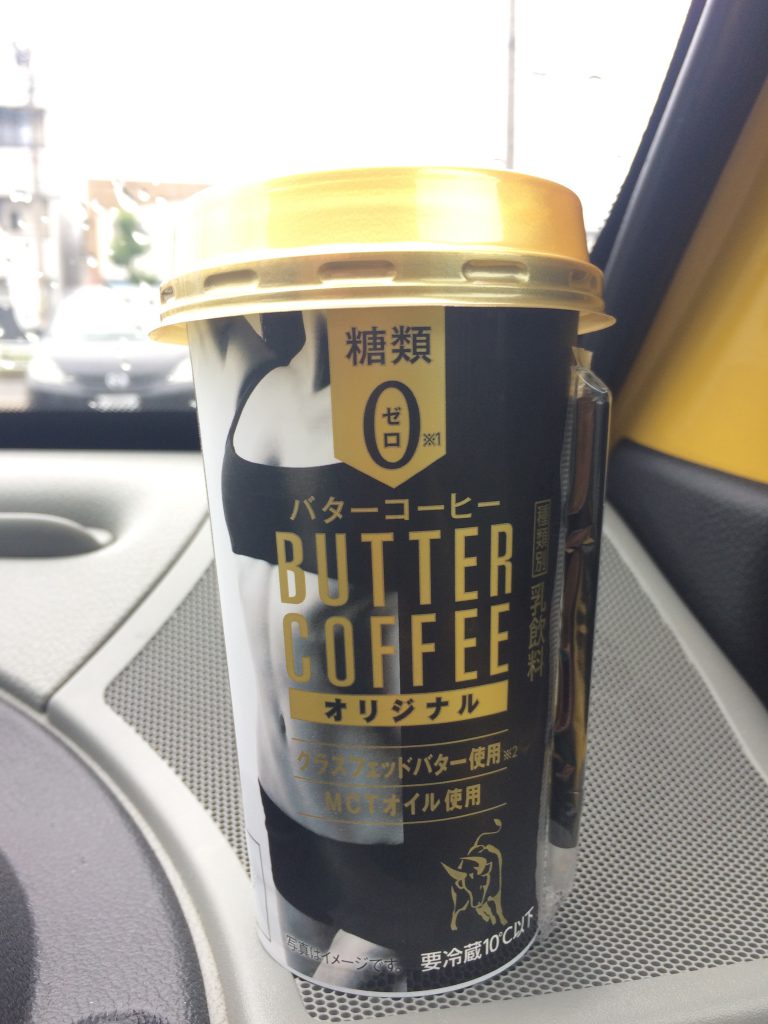 糖類
0
ゼロ
※1
バターコーヒー
BUTTER
COFFEE
オリジナル
種類別 乳飲料
グラスフェッドバター使用※2
MCTオイル使用
写真はイメージです。
要冷蔵10℃以下